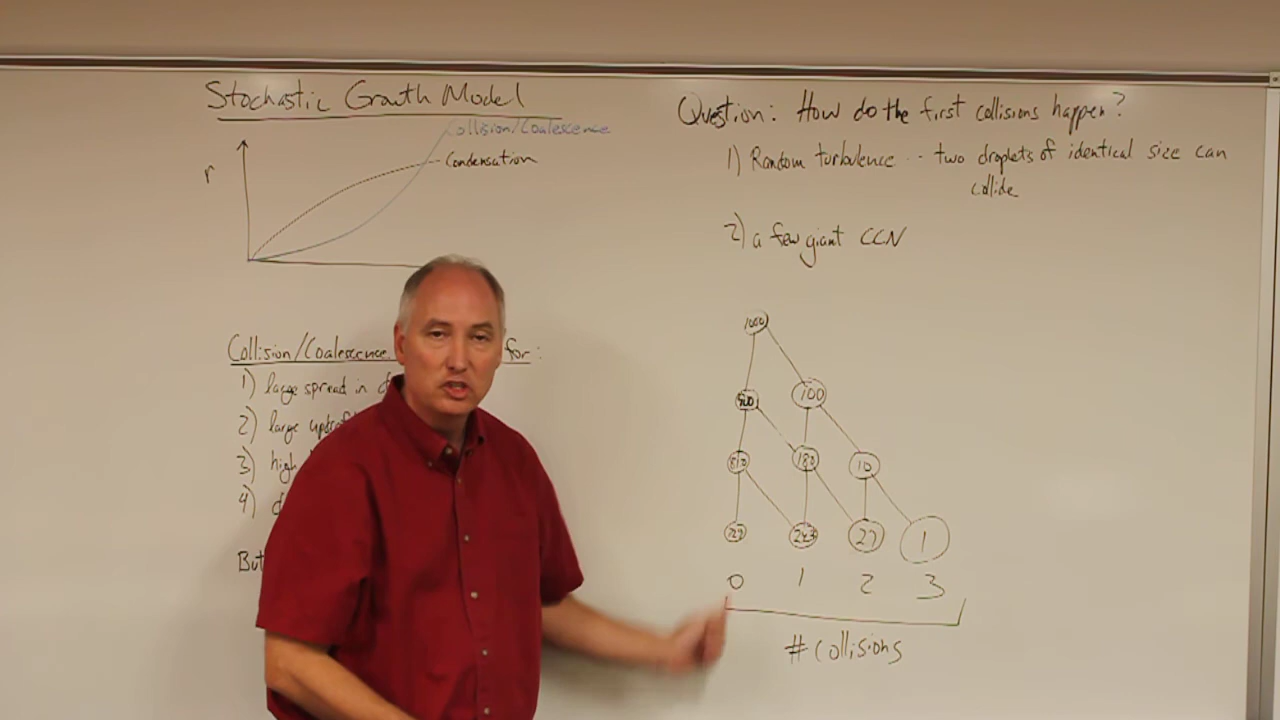 Stochastic Growth Model
Collision/Coalescence
Condensation
r
Collision/Coalescence for:
1) large spread in
2) large
3) high
4)
But
Question: How do the first collisions happen?
1) Random turbulence .. two droplets of identical size can
collide
2) a few giant CCN
1000
900 100
810 180 10
729 243 27 1
0 1 2 3
# Collisions